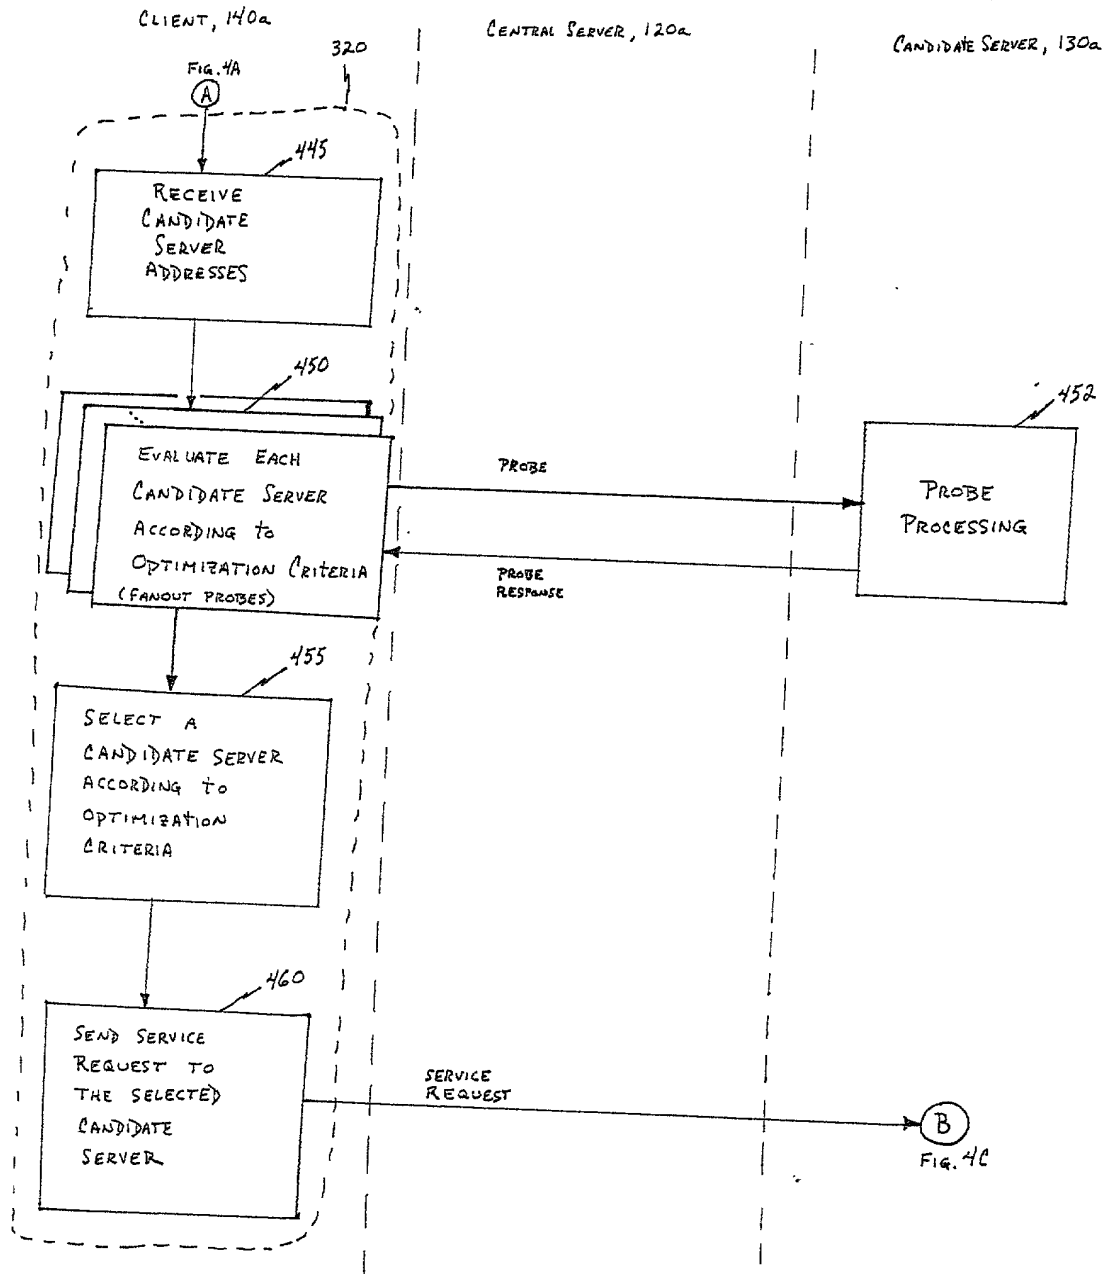 CLIENT, 140a
CENTRAL SERVER, 120a
CANDIDATE SERVER, 130a
320
FIG. 4A
A
445
RECEIVE
CANDIDATE
SERVER
ADDRESSES
450
EVALUATE EACH
CANDIDATE SERVER
ACCORDING to
OPTIMIZATION CRITERIA
(FANOUT PROBES)
PROBE
PROBE
RESPONSE
452
PROBE
PROCESSING
455
SELECT A
CANDIDATE SERVER
ACCORDING to
OPTIMIZATION
CRITERIA
460
SEND SERVICE
REQUEST TO
THE SELECTED
CANDIDATE
SERVER
SERVICE
REQUEST
B
FIG. 4C